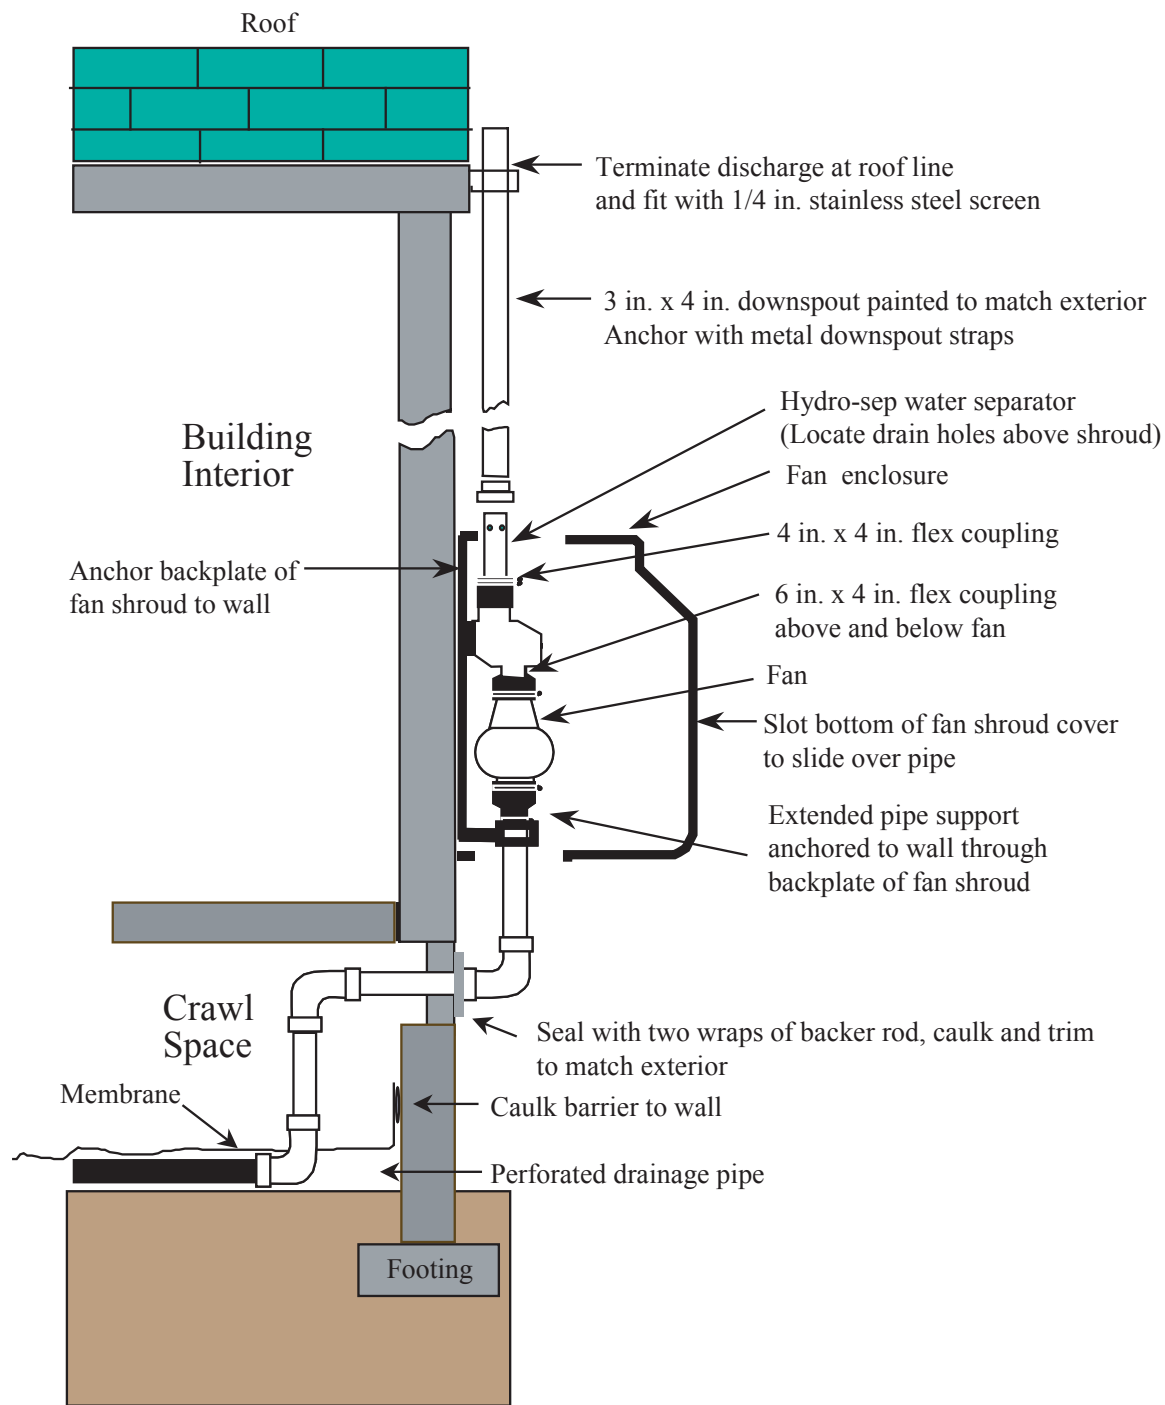 Roof
Terminate discharge at roof line
and fit with 1/4 in. stainless steel screen
3 in. x 4 in. downspout painted to match exterior
Anchor with metal downspout straps
Hydro-sep water separator
(Locate drain holes above shroud)
Building
Interior
Fan enclosure
4 in. x 4 in. flex coupling
Anchor backplate of
fan shroud to wall
6 in. x 4 in. flex coupling
above and below fan
Fan
Slot bottom of fan shroud cover
to slide over pipe
Extended pipe support
anchored to wall through
backplate of fan shroud
Crawl
Space
Seal with two wraps of backer rod, caulk and trim
to match exterior
Membrane
Caulk barrier to wall
Perforated drainage pipe
Footing